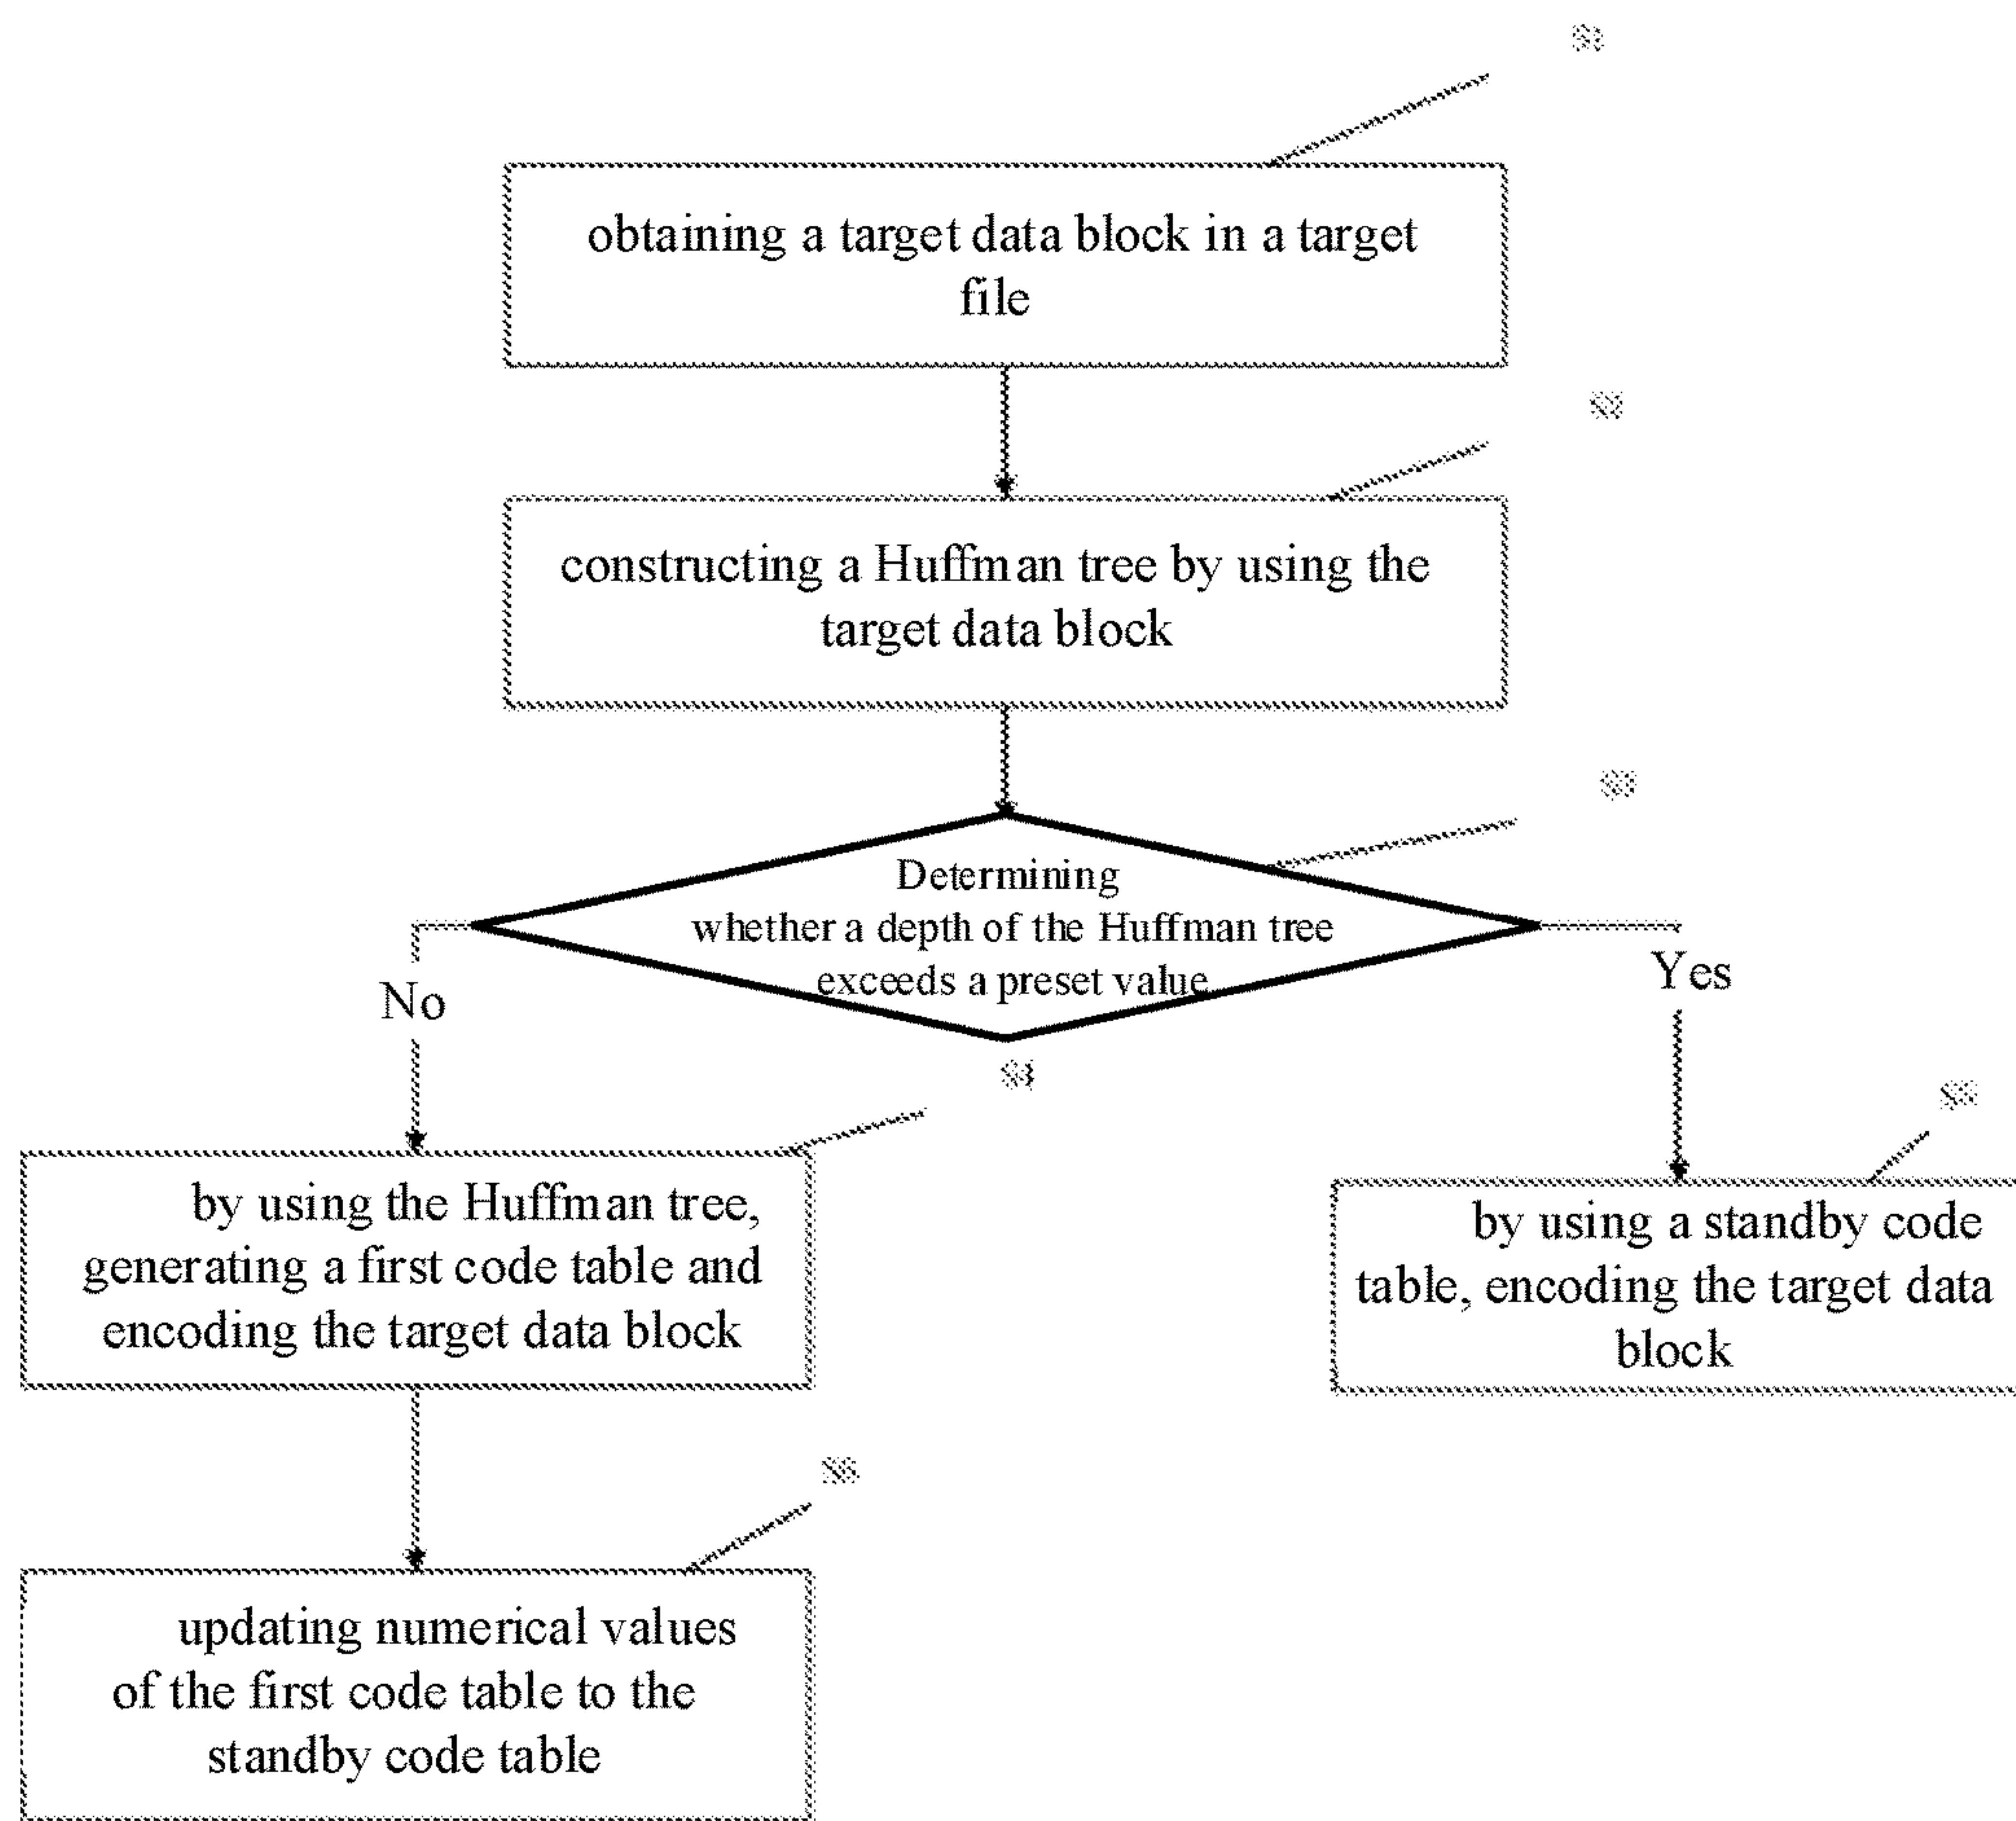 obtaining a target data block in a target
file
constructing a Huffman tree by using the
target data block
Determining
whether a depth of the Huffman tree
exceeds a preset value
No
Yes
S4
by using the Huffman tree,
generating a first code table and
encoding the target data block
by using a standby code
table, encoding the target data
block
updating numerical values
of the first code table to the
standby code table